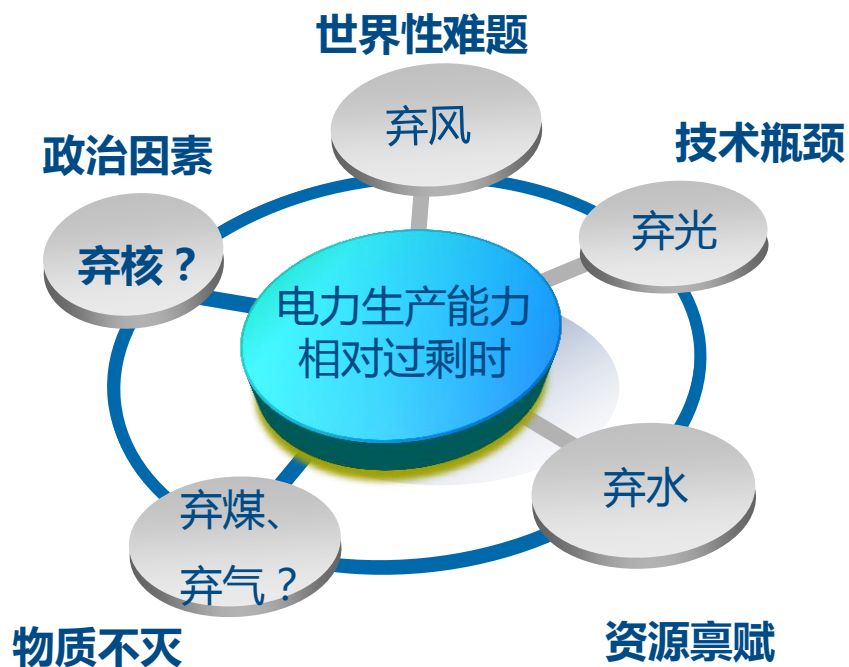 世界性难题
弃风
政治因素
技术瓶颈
弃核？
弃光
电力生产能力
相对过剩时
弃煤、
弃气？
弃水
物质不灭
资源禀赋